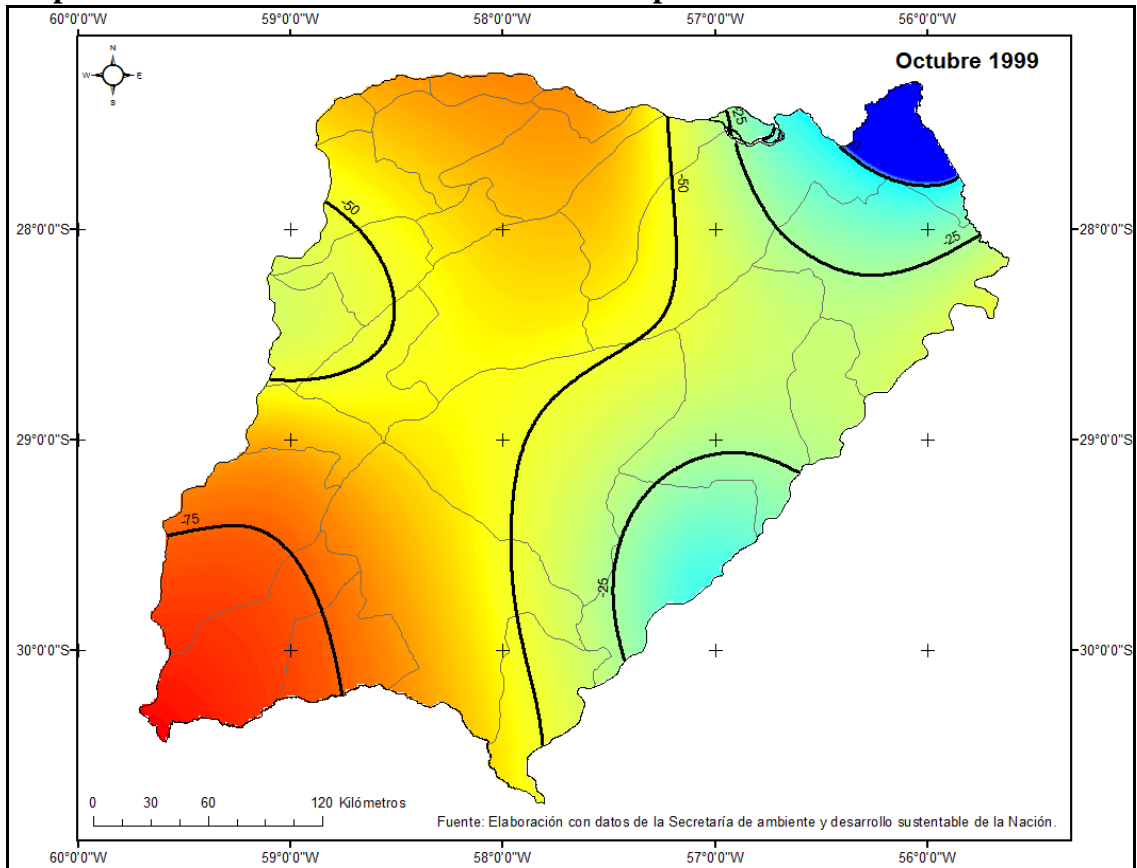 60°0'0"W 59°0'0"W 58°0'0"W 57°0'0"W 56°0'0"W
Octubre 1999
N
W E
S
-25
0
-50
-50
-25
28°0'0"S 28°0'0"S
29°0'0"S 29°0'0"S
-75
-25
30°0'0"S 30°0'0"S
0 30 60 120 Kilómetros
Fuente: Elaboración con datos de la Secretaría de ambiente y desarrollo sustentable de la Nación.
60°0'0"W 59°0'0"W 58°0'0"W 57°0'0"W 56°0'0"W